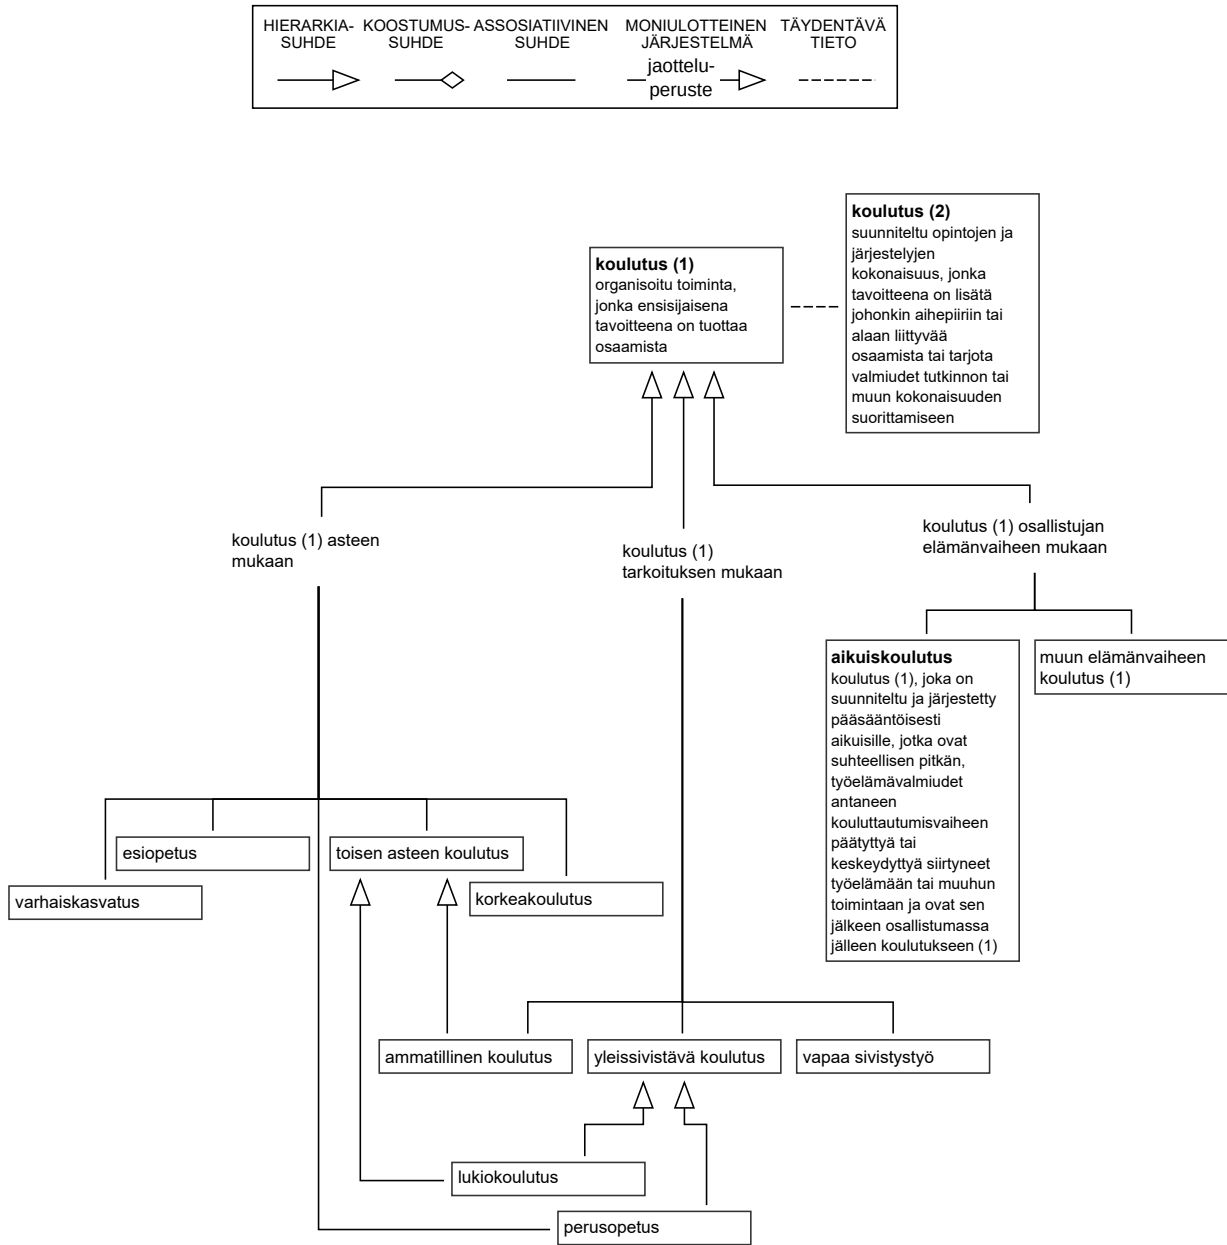 HIERARKIA-
SUHDE
KOOSTUMUS-
SUHDE
ASSOSIATIIVINEN
SUHDE
MONIULOTTEINEN
JÄRJESTELMÄ
jaottelu-
peruste
TÄYDENTÄVÄ
TIETO
koulutus (1)
organisoitu toiminta,
jonka ensisijaisena
tavoitteena on tuottaa
osaamista
koulutus (2)
suunniteltu opintojen ja
järjestelyjen
kokonaisuus, jonka
tavoitteena on lisätä
johonkin aihepiiriin tai
alaan liittyvää
osaamista tai tarjota
valmiudet tutkinnon tai
muun kokonaisuuden
suorittamiseen
koulutus (1) asteen
mukaan
koulutus (1)
tarkoituksen mukaan
koulutus (1) osallistujan
elämänvaiheen mukaan
aikuiskoulutus
koulutus (1), joka on
suunniteltu ja järjestetty
pääsääntöisesti
aikuisille, jotka ovat
suhteellisen pitkän,
työelämävalmiudet
antaneen
kouluttautumisvaiheen
päätyttyä tai
keskeydyttyä siirtyneet
työelämään tai muuhun
toimintaan ja ovat sen
jälkeen osallistumassa
jälleen koulutukseen (1)
muun elämänvaiheen
koulutus (1)
esiopetus
toisen asteen koulutus
varhaiskasvatus
korkeakoulutus
ammatillinen koulutus
yleissivistävä koulutus
vapaa sivistystyö
lukiokoulutus
perusopetus